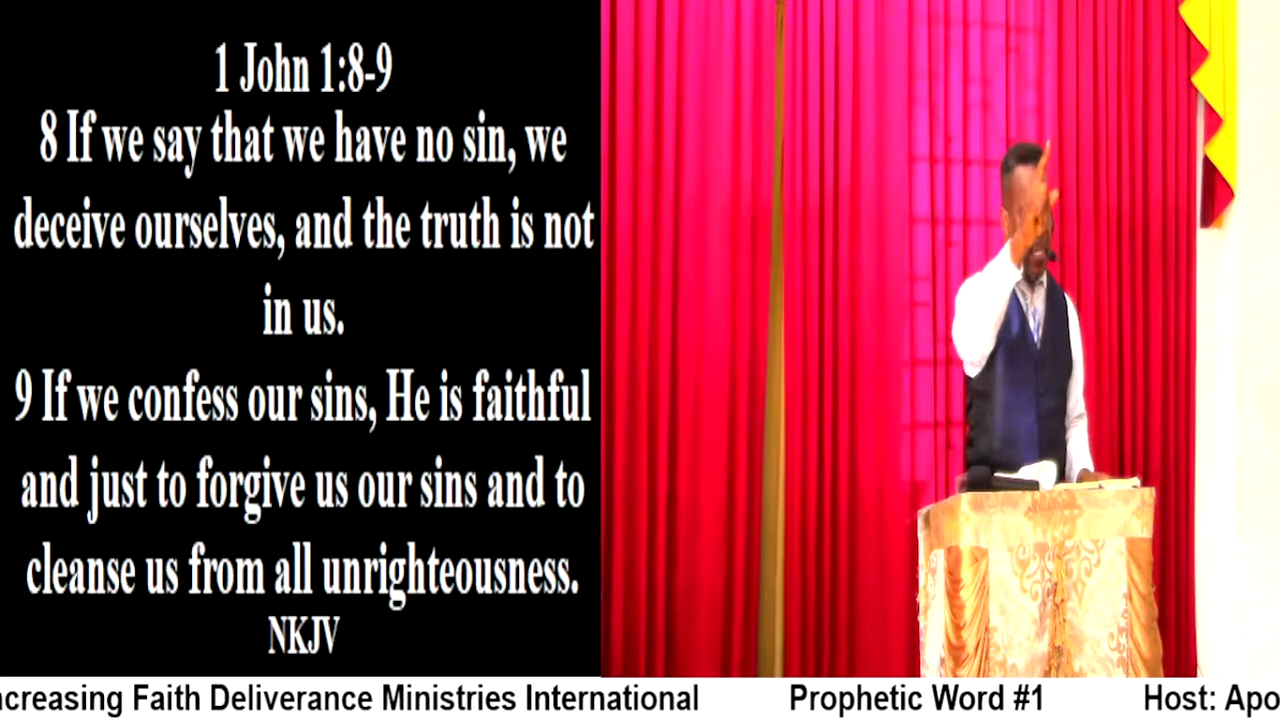 1 John 1:8-9
8 If we say that we have no sin, we
deceive ourselves, and the truth is not
in us.
9 If we confess our sins, He is faithful
and just to forgive us our sins and to
cleanse us from all unrighteousness.
NKJV
ncreasing Faith Deliverance Ministries International Prophetic Word #1 Host: Apo